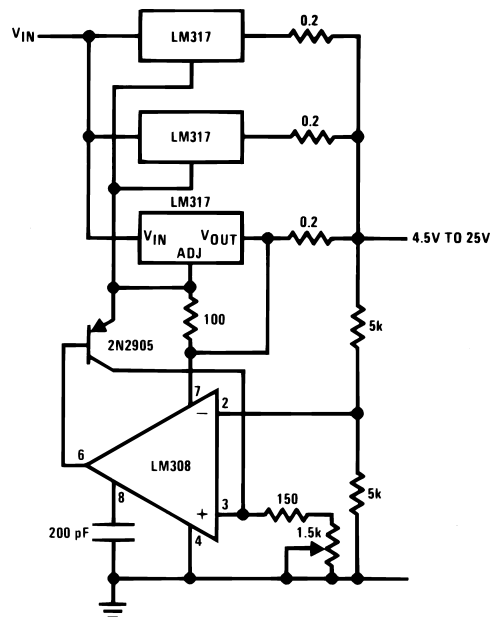 0.2
VIN
LM317
0.2
LM317
LM317
0.2
VIN
VOUT
ADJ
4.5V TO 25V
100
5k
2N2905
7
2
−
6
LM308
8
3
+
150
5k
1.5k
200 pF
4